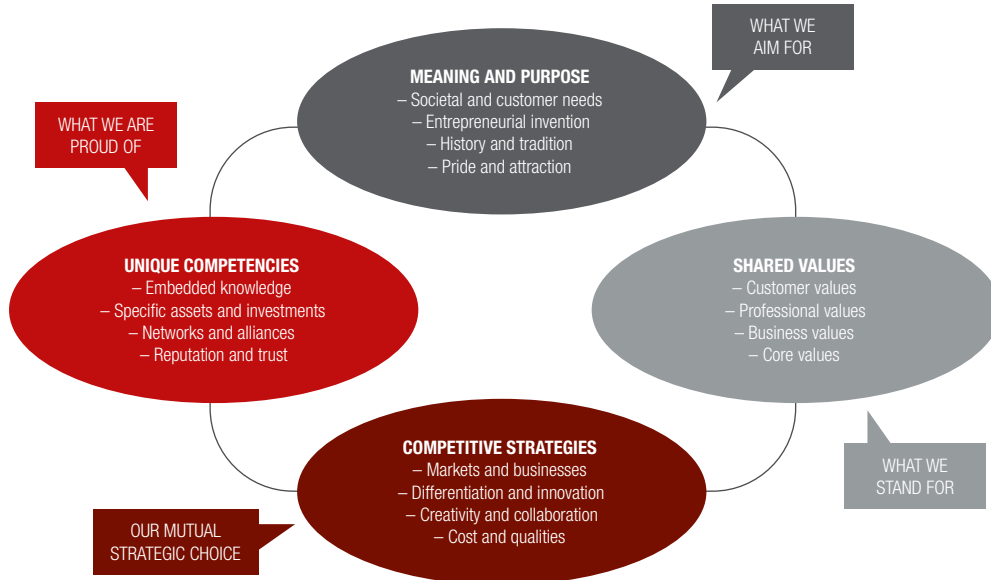 WHAT WE
AIM FOR
MEANING AND PURPOSE
– Societal and customer needs
– Entrepreneurial invention
– History and tradition
– Pride and attraction
WHAT WE ARE
PROUD OF
UNIQUE COMPETENCIES
– Embedded knowledge
– Specific assets and investments
– Networks and alliances
– Reputation and trust
SHARED VALUES
– Customer values
– Professional values
– Business values
– Core values
COMPETITIVE STRATEGIES
– Markets and businesses
– Differentiation and innovation
– Creativity and collaboration
– Cost and qualities
WHAT WE
STAND FOR
OUR MUTUAL
STRATEGIC CHOICE